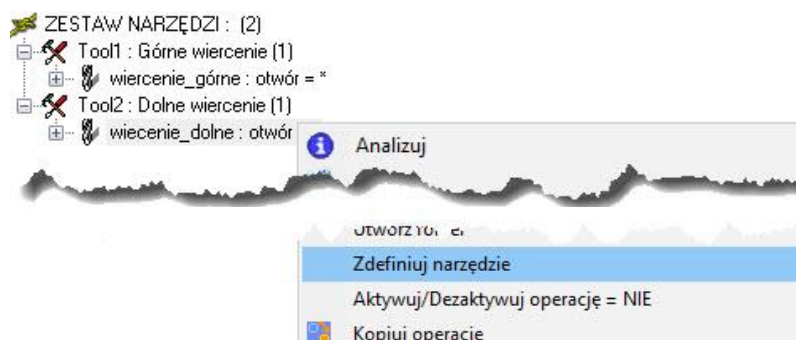 ZESTAW NARZĘDZI : (2)
Tool1 : Górne wiercenie (1)
wiercenie_górne : otwór = *
Tool2 : Dolne wiercenie (1)
wiecenie_dolne : otwór
Analizuj
Zdefiniuj narzędzie
Aktywuj/Dezaktywuj operację = NIE
Kopiuj operację